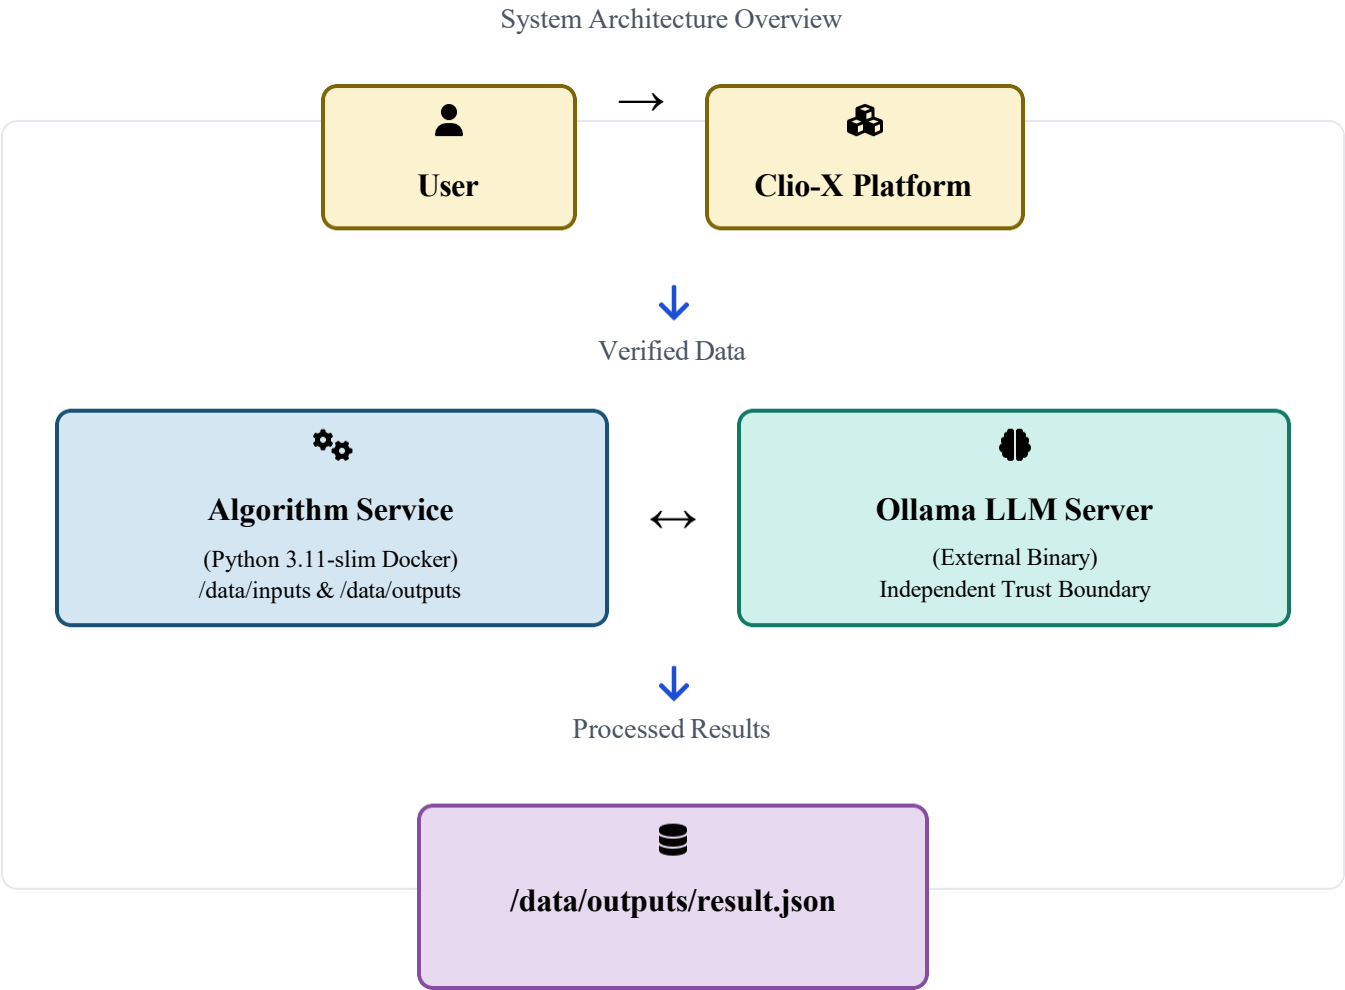 System Architecture Overview
User
Clio-X Platform
Verified Data
Algorithm Service
(Python 3.11-slim Docker)
/data/inputs & /data/outputs
Ollama LLM Server
(External Binary)
Independent Trust Boundary
Processed Results
/data/outputs/result.json